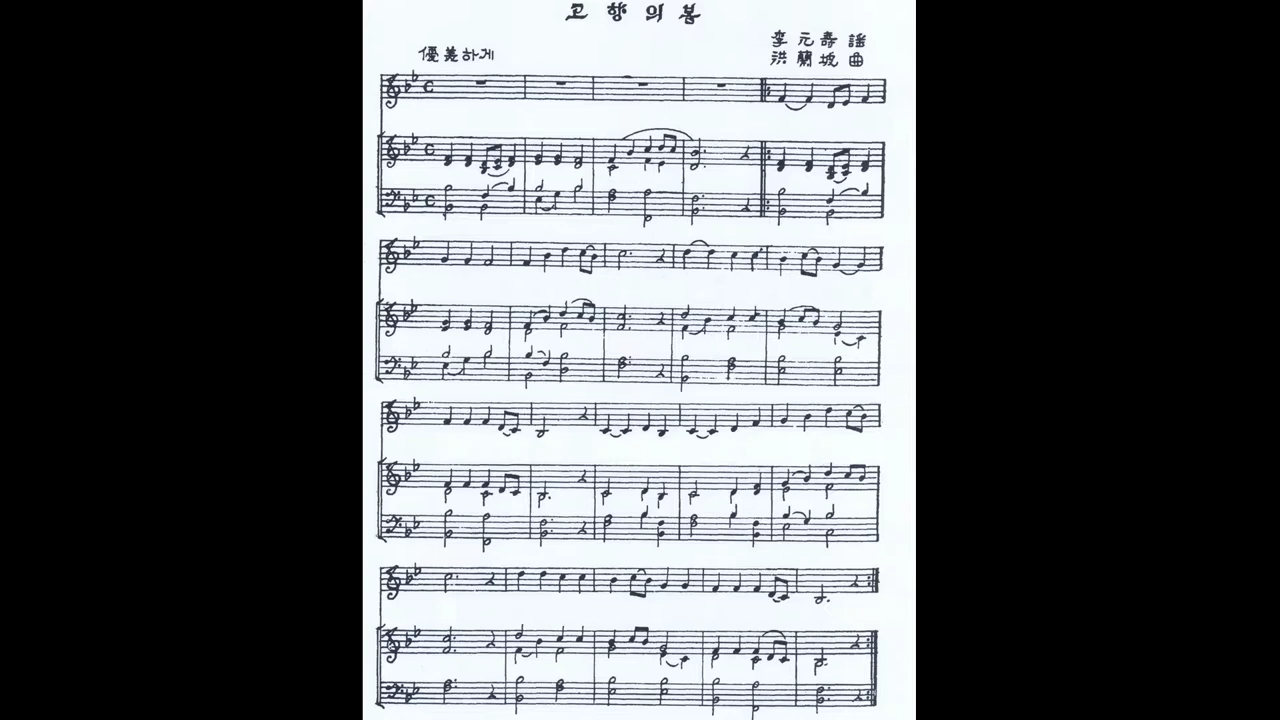 고향의봄
李元壽 謠
優美하게
洪蘭坡 曲